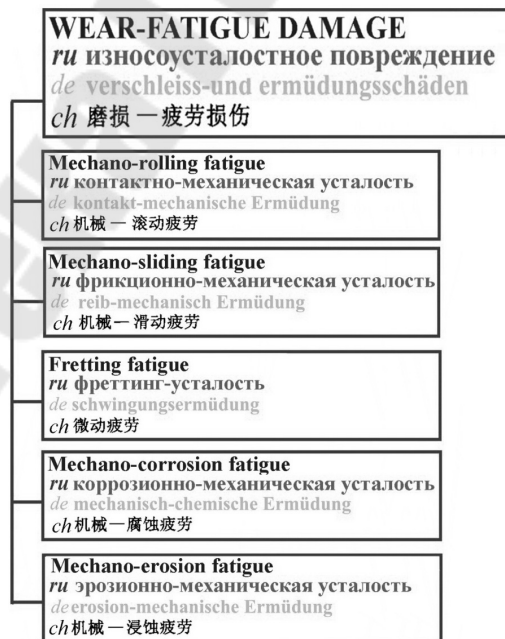 WEAR-FATIGUE DAMAGE
ru износоусталостное повреждение
de verschleiss-und ermüdungsschäden
ch 磨损 — 疲劳损伤
Mechano-rolling fatigue
ru контактно-механическая усталость
de kontakt-mechanische Ermüdung
ch 机械 — 滚动疲劳
Mechano-sliding fatigue
ru фрикционно-механическая усталость
de reib-mechanisch Ermüdung
ch 机械 — 滑动疲劳
Fretting fatigue
ru фреттинг-усталость
de schwingungsermüdung
ch 微动疲劳
Mechano-corrosion fatigue
ru коррозионно-механическая усталость
de mechanisch-chemische Ermüdung
ch 机械 — 腐蚀疲劳
Mechano-erosion fatigue
ru эрозионно-механическая усталость
de erosion-mechanische Ermüdung
ch 机械 — 浸蚀疲劳